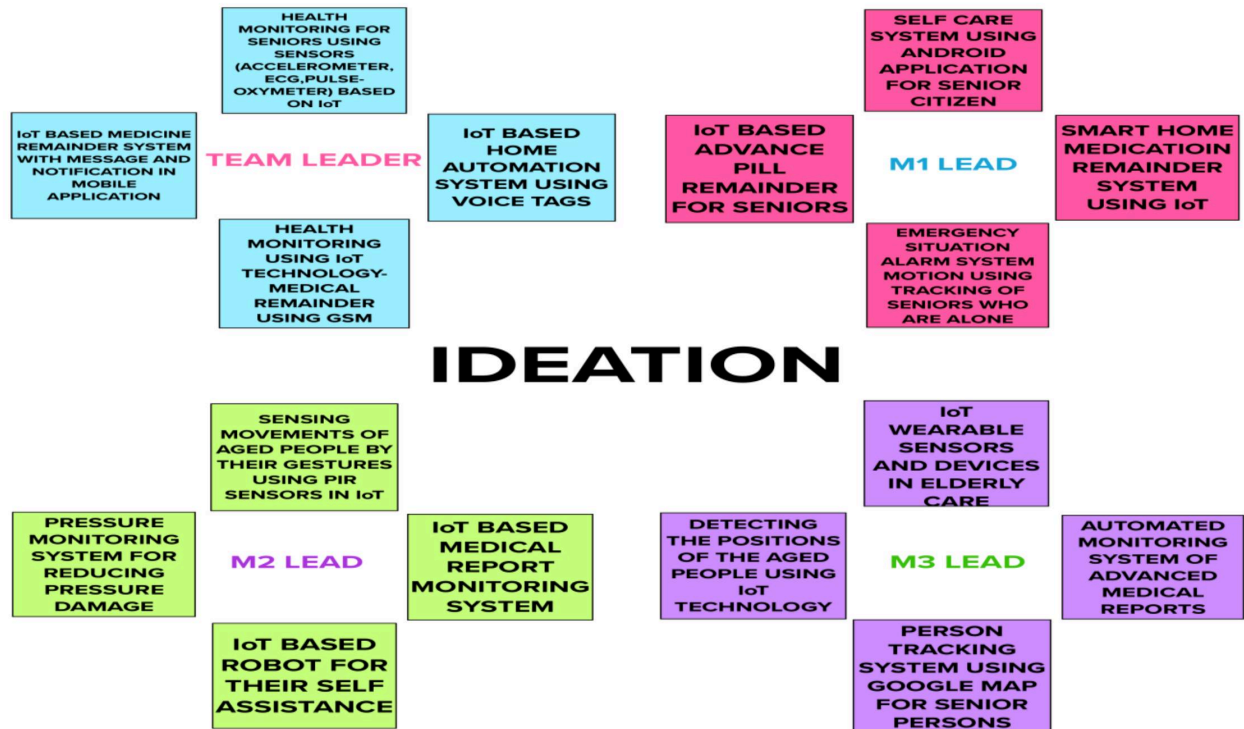 HEALTH
MONITORING FOR
SENIORS USING
SENSORS
(ACCELEROMETER,
ECG,PULSE-
OXYMETER) BASED
ON IoT
IoT BASED MEDICINE
REMAINDER SYSTEM
WITH MESSAGE AND
NOTIFICATION IN
MOBILE
APPLICATION
TEAM LEADER
IoT BASED
HOME
AUTOMATION
SYSTEM USING
VOICE TAGS
HEALTH
MONITORING
USING IoT
TECHNOLOGY-
MEDICAL
REMAINDER
USING GSM
SELF CARE
SYSTEM USING
ANDROID
APPLICATION
FOR SENIOR
CITIZEN
IoT BASED
ADVANCE
PILL
REMAINDER
FOR SENIORS
M1 LEAD
SMART HOME
MEDICATIOIN
REMAINDER
SYSTEM
USING IoT
EMERGENCY
SITUATION
ALARM SYSTEM
MOTION USING
TRACKING OF
SENIORS WHO
ARE ALONE
IDEATION
SENSING
MOVEMENTS OF
AGED PEOPLE BY
THEIR GESTURES
USING PIR
SENSORS IN IoT
PRESSURE
MONITORING
SYSTEM FOR
REDUCING
PRESSURE
DAMAGE
M2 LEAD
IoT BASED
MEDICAL
REPORT
MONITORING
SYSTEM
IoT BASED
ROBOT FOR
THEIR SELF
ASSISTANCE
IoT
WEARABLE
SENSORS
AND DEVICES
IN ELDERLY
CARE
DETECTING
THE POSITIONS
OF THE AGED
PEOPLE USING
IoT
TECHNOLOGY
M3 LEAD
AUTOMATED
MONITORING
SYSTEM OF
ADVANCED
MEDICAL
REPORTS
PERSON
TRACKING
SYSTEM USING
GOOGLE MAP
FOR SENIOR
PERSONS